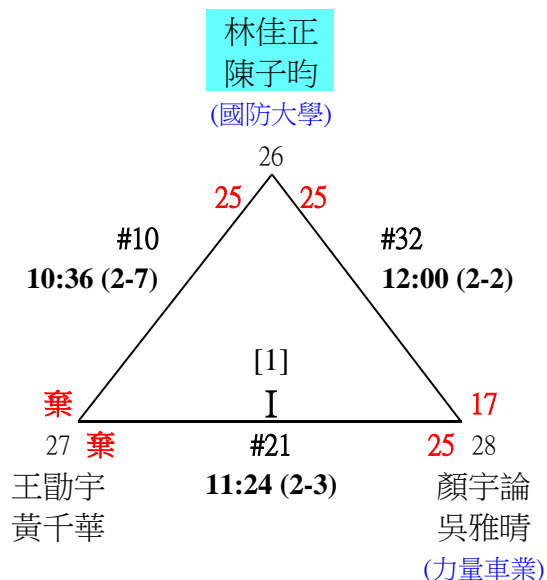 林佳正
陳子昀
(國防大學)
26
25 25
#10 #32
10:36 (2-7) 12:00 (2-2)
[1]
I
棄 17
27 棄 #21 25 28
王勖宇 11:24 (2-3) 顏宇論
黃千華 吳雅晴
(力量車業)